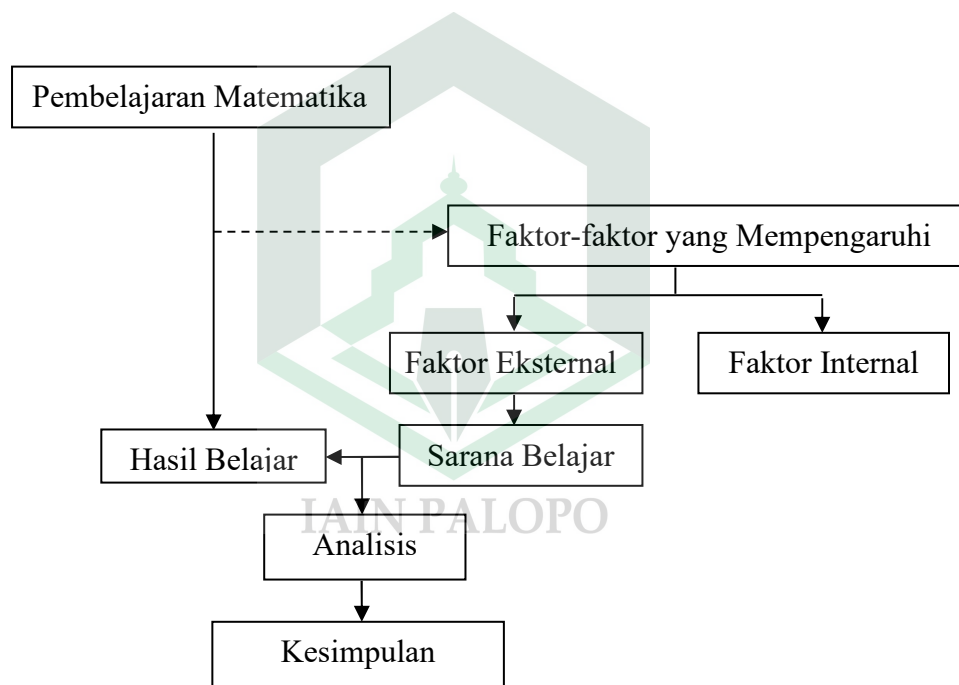 Pembelajaran Matematika
Faktor-faktor yang Mempengaruhi
Faktor Eksternal
Faktor Internal
Hasil Belajar
Sarana Belajar
IAIN PALOPO
Analisis
Kesimpulan